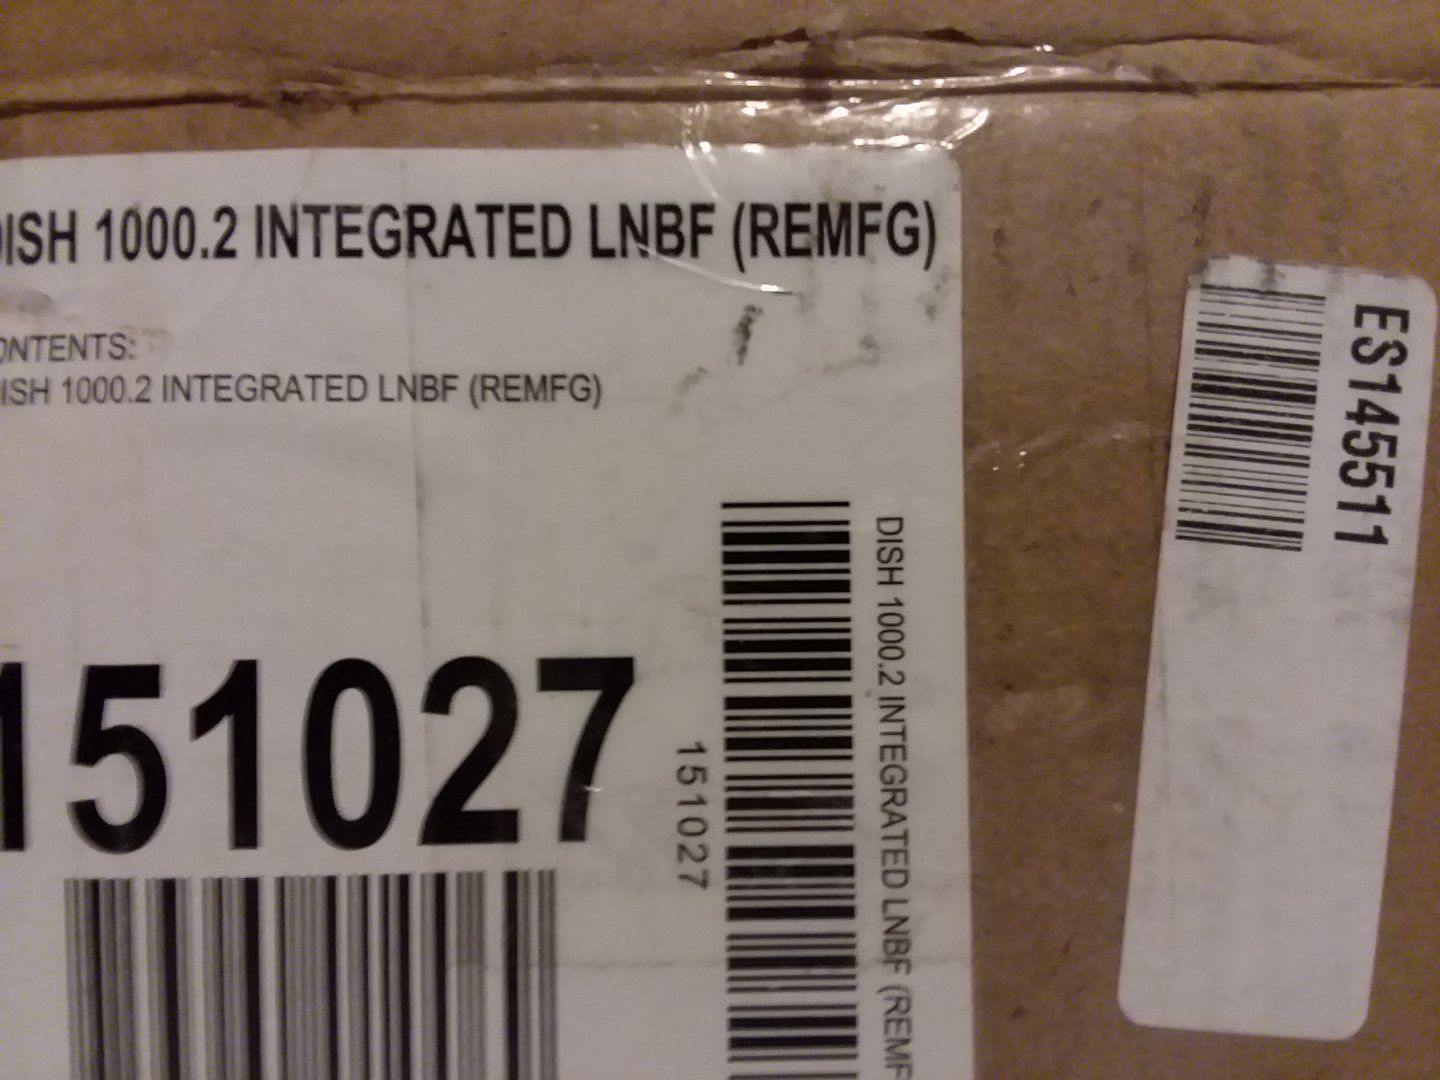 DISH 1000.2 INTEGRATED LNBF (REMFG)
CONTENTS:
DISH 1000.2 INTEGRATED LNBF (REMFG)
151027
151027
DISH 1000.2 INTEGRATED LNBF (REMF
ES145511